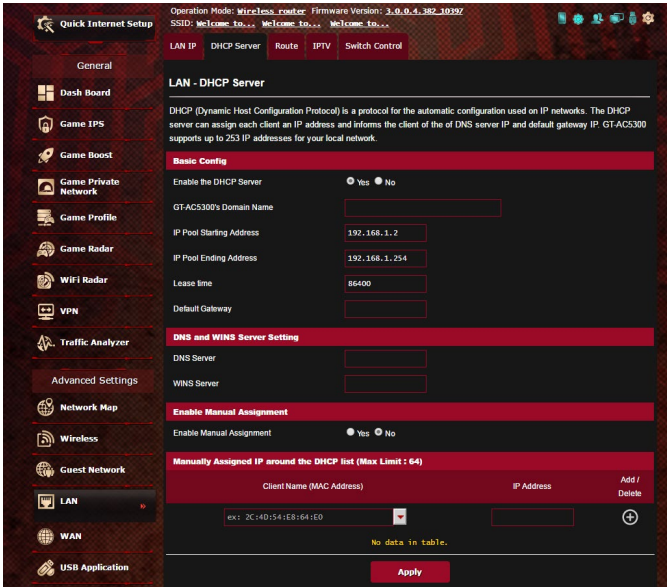 Quick Internet Setup
General
Dash Board
Game IPS
Game Boost
Game Private
Network
Game Profile
Game Radar
WiFi Radar
VPN
Traffic Analyzer
Advanced Settings
Network Map
Wireless
Guest Network
LAN
WAN
USB Application
Operation Mode: Wireless router Firmware Version: 3.0.0.4.382_10397
SSID: Welcome to... Welcome to... Welcome to...
LAN IP DHCP Server Route IPTV Switch Control
LAN - DHCP Server
DHCP (Dynamic Host Configuration Protocol) is a protocol for the automatic configuration used on IP networks. The DHCP
server can assign each client an IP address and informs the client of the of DNS server IP and default gateway IP. GT-AC5300
supports up to 253 IP addresses for your local network.
Basic Config
Enable the DHCP Server Yes No
GT-AC5300's Domain Name
IP Pool Starting Address 192.168.1.2
IP Pool Ending Address 192.168.1.254
Lease time 86400
Default Gateway
DNS and WINS Server Setting
DNS Server
WINS Server
Enable Manual Assignment
Enable Manual Assignment Yes No
Manually Assigned IP around the DHCP list (Max Limit : 64)
Client Name (MAC Address) IP Address Add /
Delete
ex: 2C:4D:54:E8:64:E0
No data in table.
Apply